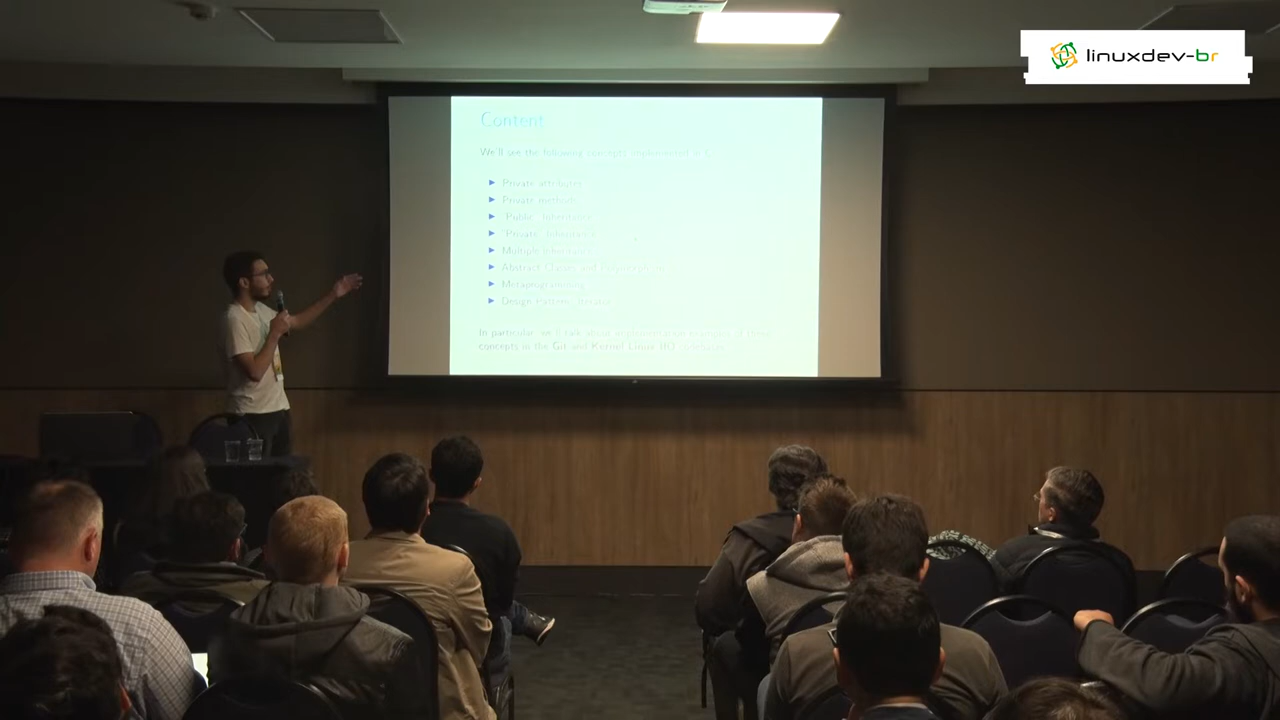 linuxdev-br
Content
We'll see the following concepts implemented in C
Private attributes
Private methods
"Public" Inheritance
"Private" Inheritance
Multiple Inheritance
Abstract Classes and
Metaprogramming
Design Pattern: Iterator
In particular, we'll talk about implementation examples of these
concepts in the Git and Kernel Linux IIO